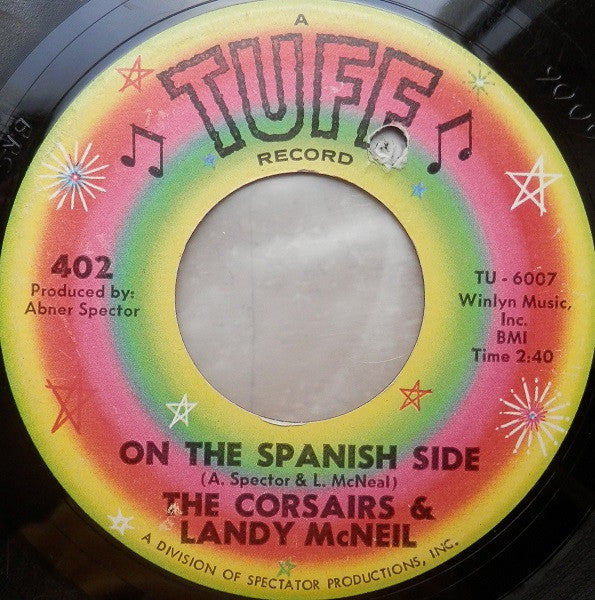 A
TUFF
RECORD
402
Produced by:
Abner Spector
TU - 6007
Winlyn Music,
Inc.
BMI
Time 2:40
ON THE SPANISH SIDE
(A. Spector & L. McNeal)
THE CORSAIRS &
LANDY McNEIL
A DIVISION OF SPECTATOR PRODUCTIONS, INC.